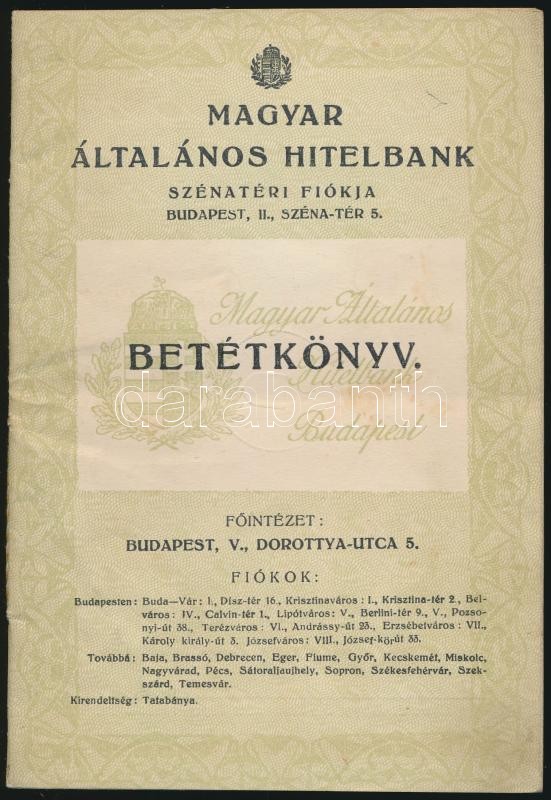 MAGYAR
ÁLTALÁNOS HITELBANK
SZÉNATÉRI FIÓKJA
BUDAPEST, II., SZÉNA-TÉR 5.
Magyar Általános
BETÉTKÖNYV.
Hitelbank
darabanth
Budapest
FŐINTÉZET:
BUDAPEST, V., DOROTTYA-UTCA 5.
FIÓKOK:
Budapesten: Buda—Vár: I., Dísz-tér 16., Krisztinaváros: I., Krisztina-tér 2., Bel-
város: IV., Calvin-tér 1., Lipótváros: V., Berlini-tér 9., V., Pozso-
nyi-út 38., Terézváros: VI., Andrássy-út 23., Erzsébetváros: VII.,
Károly király-út 3. Józsefváros: VIII., József-körút 33.
Továbbá: Baja, Brassó, Debrecen, Eger, Fiume, Győr, Kecskemét, Miskolc,
Nagyvárad, Pécs, Sátoraljaujhely, Sopron, Székesfehérvár, Szek-
szárd, Temesvár.
Kirendeltség: Tatabánya.